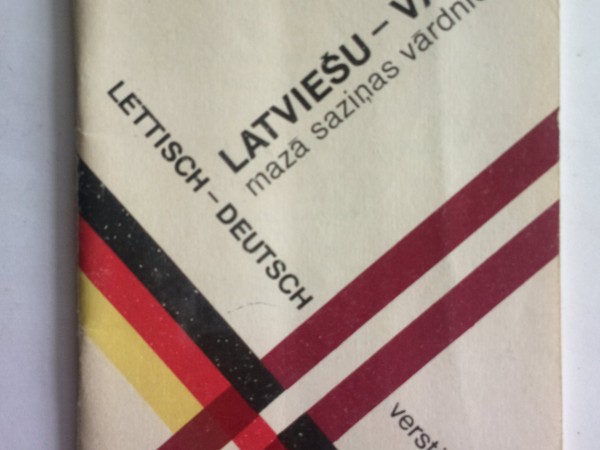 LATVIEŠU –
mazā saziņas
LETTISCH – DEUTSCH